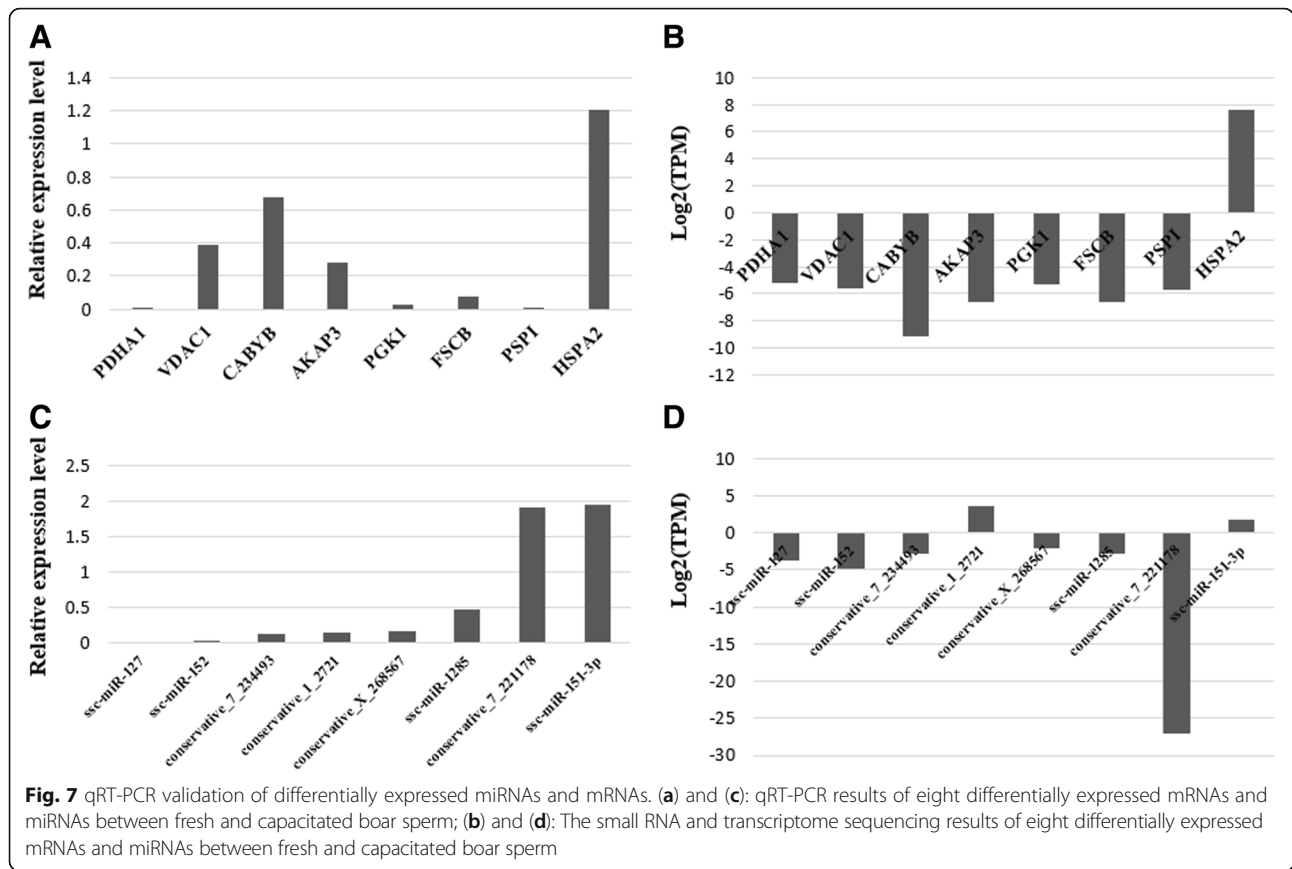 A
Relative expression level
1.4
1.2
1
0.8
0.6
0.4
0.2
0
PDHA1
VDAC1
CABYB
AKAP3
PGK1
FSCB
PSPI
HSPA2
B
Log2(TPM)
10
8
6
4
2
0
-2
-4
-6
-8
-10
-12
PDHA1
VDAC1
CABYB
AKAP3
PGK1
FSCB
PSPI
HSPA2
C
Relative expression level
2.5
2
1.5
1
0.5
0
ssc-miR-127
ssc-miR-152
conservative_7_234493
conservative_1_2721
conservative_X_268567
ssc-miR-1285
conservative_7_221178
ssc-miR-151-3p
D
Log2(TPM)
10
5
0
-5
-10
-15
-20
-25
-30
ssc-miR-127
ssc-miR-152
conservative_7_234493
conservative_1_2721
conservative_X_268567
ssc-miR-1285
conservative_7_221178
ssc-miR-151-3p
Fig. 7 qRT-PCR validation of differentially expressed miRNAs and mRNAs. (a) and (c): qRT-PCR results of eight differentially expressed mRNAs and
miRNAs between fresh and capacitated boar sperm; (b) and (d): The small RNA and transcriptome sequencing results of eight differentially expressed
mRNAs and miRNAs between fresh and capacitated boar sperm